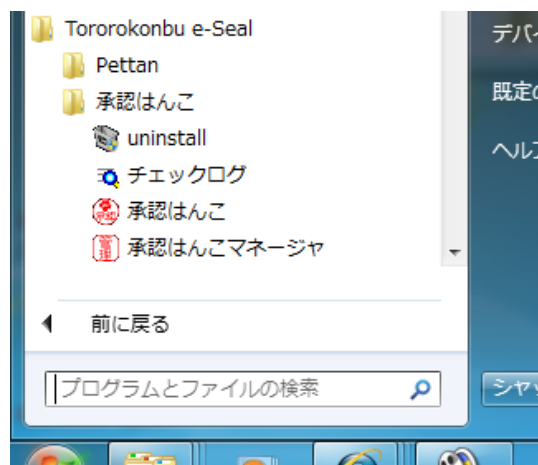 Tororokonbu e-Seal
Pettan
承認はんこ
uninstall
チェックログ
承認はんこ
承認はんこマネージャ
前に戻る
プログラムとファイルの検索
デバイ
既定の
ヘル
シャッ